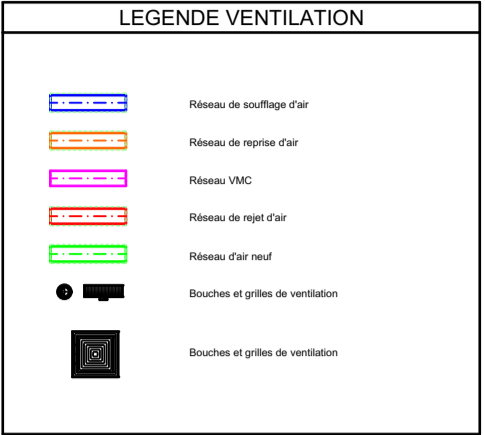 LEGENDE VENTILATION
Réseau de soufflage d'air
Réseau de reprise d'air
Réseau VMC
Réseau de rejet d'air
Réseau d'air neuf
Bouches et grilles de ventilation
Bouches et grilles de ventilation